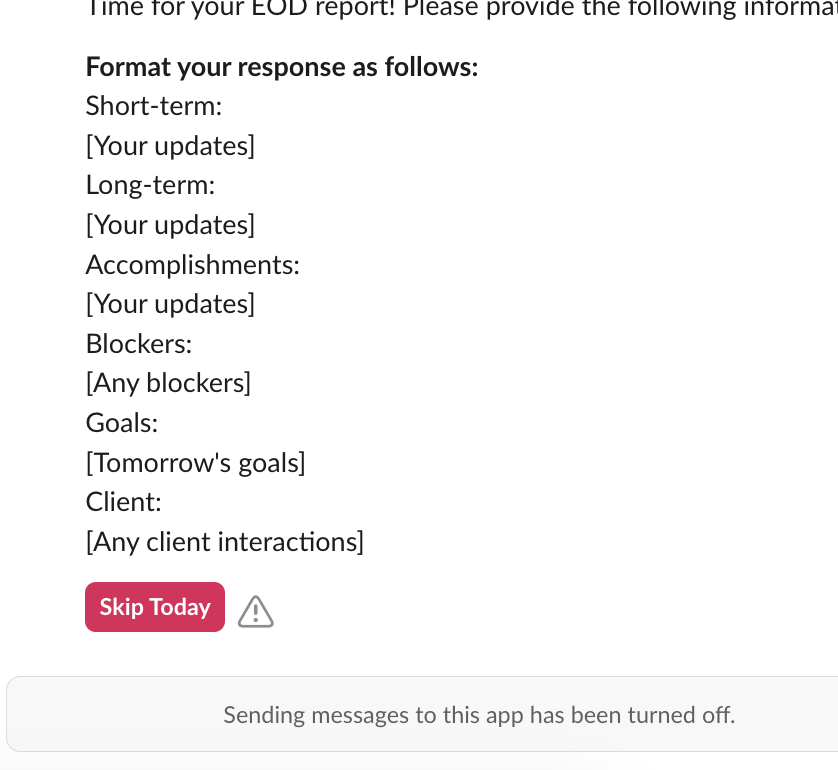 Time for your EOD report! Please provide the following
Format your response as follows:
Short-term:
[Your updates]
Long-term:
[Your updates]
Accomplishments:
[Your updates]
Blockers:
[Any blockers]
Goals:
[Tomorrow's goals]
Client:
[Any client interactions]
Skip Today
Sending messages to this app has been turned off.